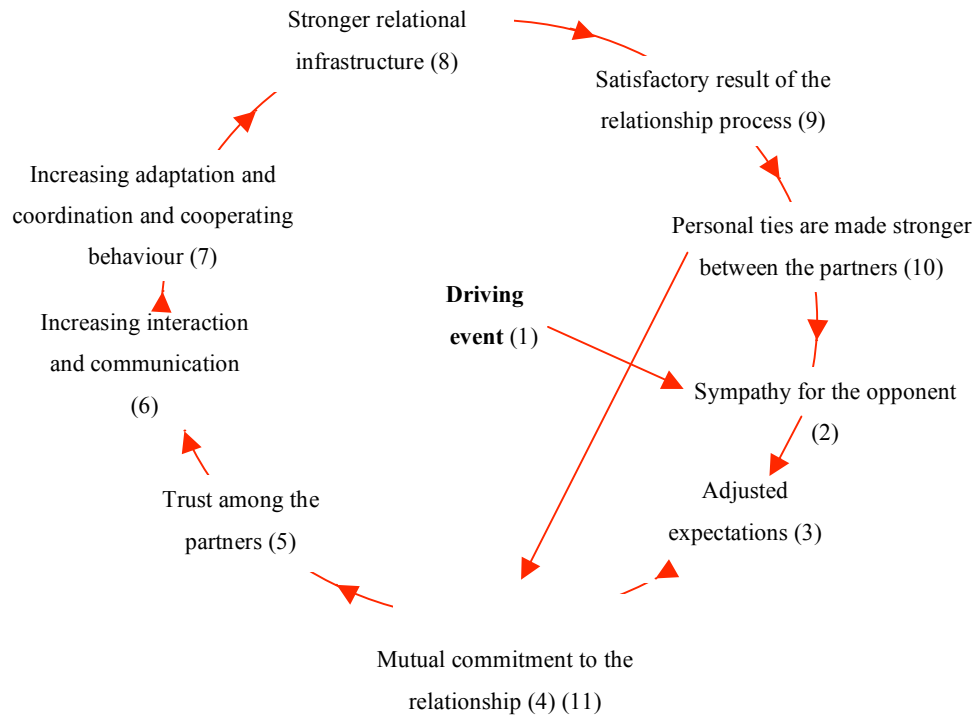 Stronger relational
infrastructure (8)
Satisfactory result of the
relationship process (9)
Increasing adaptation and
coordination and cooperating
behaviour (7)
Personal ties are made stronger
between the partners (10)
Driving
event (1)
Increasing interaction
and communication
(6)
Sympathy for the opponent
(2)
Trust among the
partners (5)
Adjusted
expectations (3)
Mutual commitment to the
relationship (4) (11)